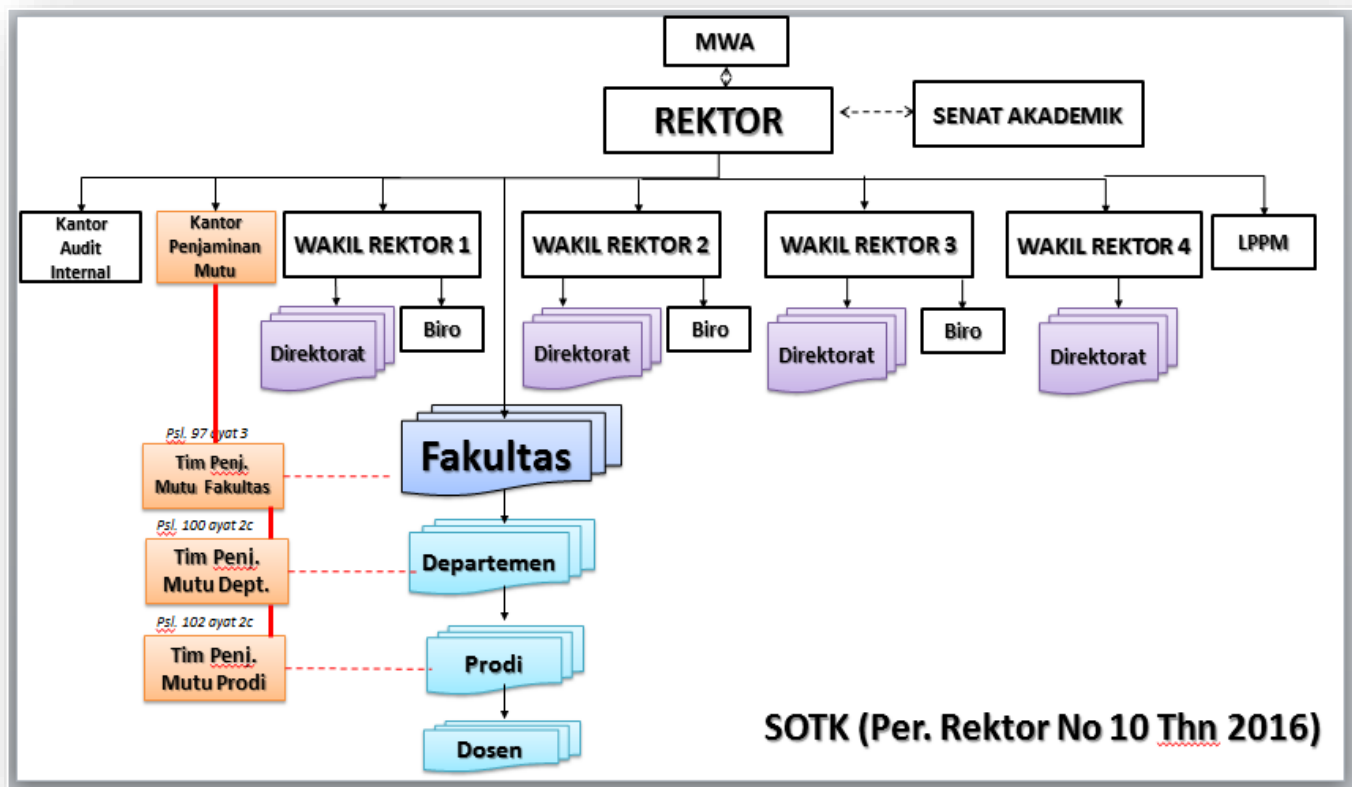 MWA
REKTOR
SENAT AKADEMIK
Kantor
Audit
Internal
Kantor
Penjaminan
Mutu
WAKIL REKTOR 1
WAKIL REKTOR 2
WAKIL REKTOR 3
WAKIL REKTOR 4
LPPM
Direktorat
Biro
Direktorat
Biro
Direktorat
Biro
Direktorat
Psl. 97 ayat 3
Tim Penj.
Mutu Fakultas
Fakultas
Psl. 100 ayat 2c
Tim Penj.
Mutu Dept.
Departemen
Psl. 102 ayat 2c
Tim Penj.
Mutu Prodi
Prodi
Dosen
SOTK (Per. Rektor No 10 Thn 2016)